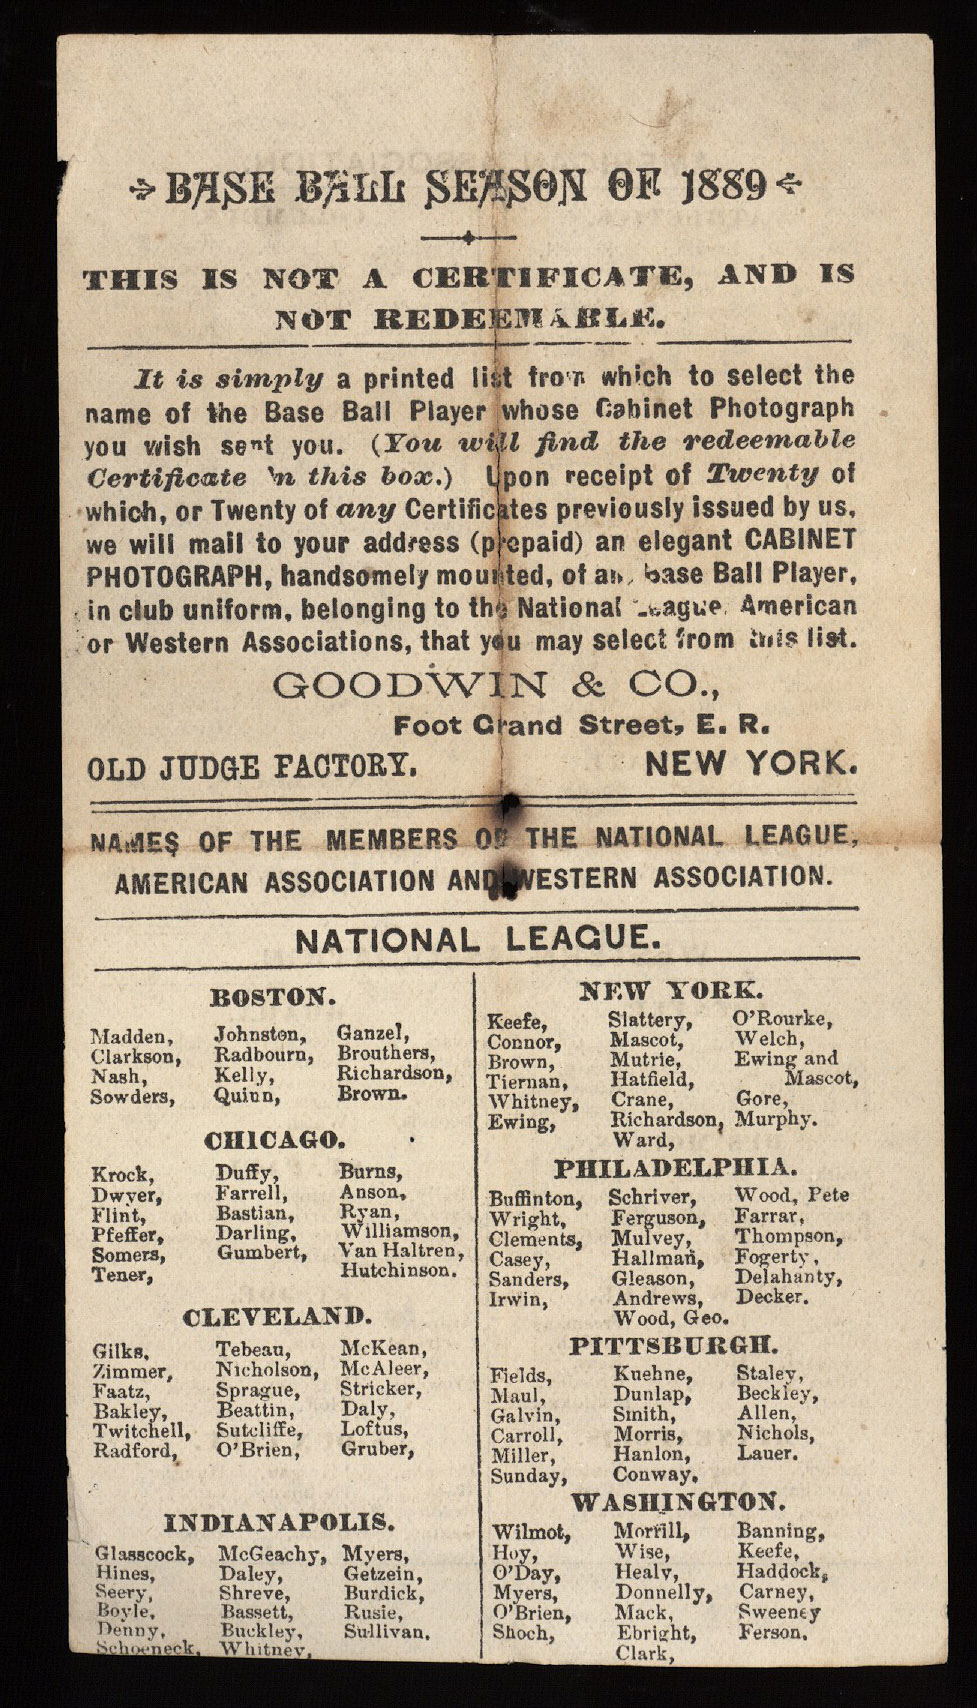 BASE BALL SEASON OF 1889
THIS IS NOT A CERTIFICATE, AND IS
NOT REDEEMABLE.
It is simply a printed list from which to select the
name of the Base Ball Player whose Cabinet Photograph
you wish sent you. (You will find the redeemable
Certificate in this box.) Upon receipt of Twenty of
which, or Twenty of any Certificates previously issued by us,
we will mail to your address (prepaid) an elegant CABINET
PHOTOGRAPH, handsomely mounted, of any Base Ball Player,
in club uniform, belonging to the National League, American
or Western Associations, that you may select from this list.
GOODWIN & CO.,
Foot Grand Street, E. R.
OLD JUDGE FACTORY. NEW YORK.
NAMES OF THE MEMBERS OF THE NATIONAL LEAGUE,
AMERICAN ASSOCIATION AND WESTERN ASSOCIATION.
NATIONAL LEAGUE.
BOSTON.
Madden, Johnston, Ganzel,
Clarkson, Radbourn, Brouthers,
Nash, Kelly, Richardson,
Sowders, Quinn, Brown.
CHICAGO.
Krock, Duffy, Burns,
Dwyer, Farrell, Anson,
Flint, Bastian, Ryan,
Pfeffer, Darling, Williamson,
Somers, Gumbert, Van Haltren,
Tener, Hutchinson.
CLEVELAND.
Gilks, Tebeau, McKean,
Zimmer, Nicholson, McAleer,
Faatz, Sprague, Stricker,
Bakley, Beattin, Daly,
Twitchell, Sutcliffe, Loftus,
Radford, O'Brien, Gruber,
INDIANAPOLIS.
Glasscock, McGeachy, Myers,
Hines, Daley, Getzein,
Seery, Shreve, Burdick,
Boyle, Bassett, Rusie,
Denny, Buckley, Sullivan.
Schoeneck, Whitney,
NEW YORK.
Keefe, Slattery, O'Rourke,
Connor, Mascot, Welch,
Brown, Mutrie, Ewing and
Tiernan, Hatfield, Mascot,
Whitney, Crane, Gore,
Ewing, Richardson, Murphy.
Ward,
PHILADELPHIA.
Buffinton, Schriver, Wood, Pete
Wright, Ferguson, Farrar,
Clements, Mulvey, Thompson,
Casey, Hallman, Fogerty,
Sanders, Gleason, Delahanty,
Irwin, Andrews, Decker.
Wood, Geo.
PITTSBURGH.
Fields, Kuehne, Staley,
Maul, Dunlap, Beckley,
Galvin, Smith, Allen,
Carroll, Morris, Nichols,
Miller, Hanlon, Lauer.
Sunday, Conway,
WASHINGTON.
Wilmot, Morrill, Banning,
Hoy, Wise, Keefe,
O'Day, Healy, Haddock,
Myers, Donnelly, Carney,
O'Brien, Mack, Sweeney
Shoch, Ebright, Ferson.
Clark,